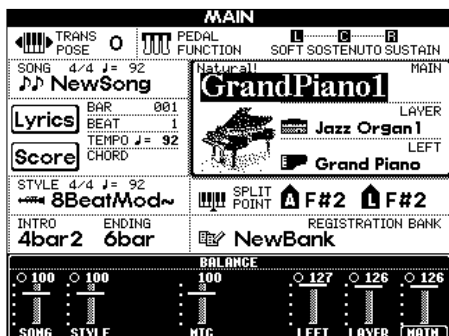 MAIN
TRANSPOSE 0
PEDAL FUNCTION
L C R
SOFT SOSTENUTO SUSTAIN
SONG 4/4 ♩= 92
NewSong
Natural! MAIN
GrandPiano1
Lyrics
BAR 001
BEAT 1
TEMPO ♩= 92
CHORD
Score
LAYER
Jazz Organ1
LEFT
Grand Piano
STYLE 4/4 ♩= 92
8BeatMod~
SPLIT POINT A F#2 L F#2
INTRO ENDING
4bar2 6bar
REGISTRATION BANK
NewBank
BALANCE
100 100 100 127 126 126
SONG STYLE MIC LEFT LAYER MAIN